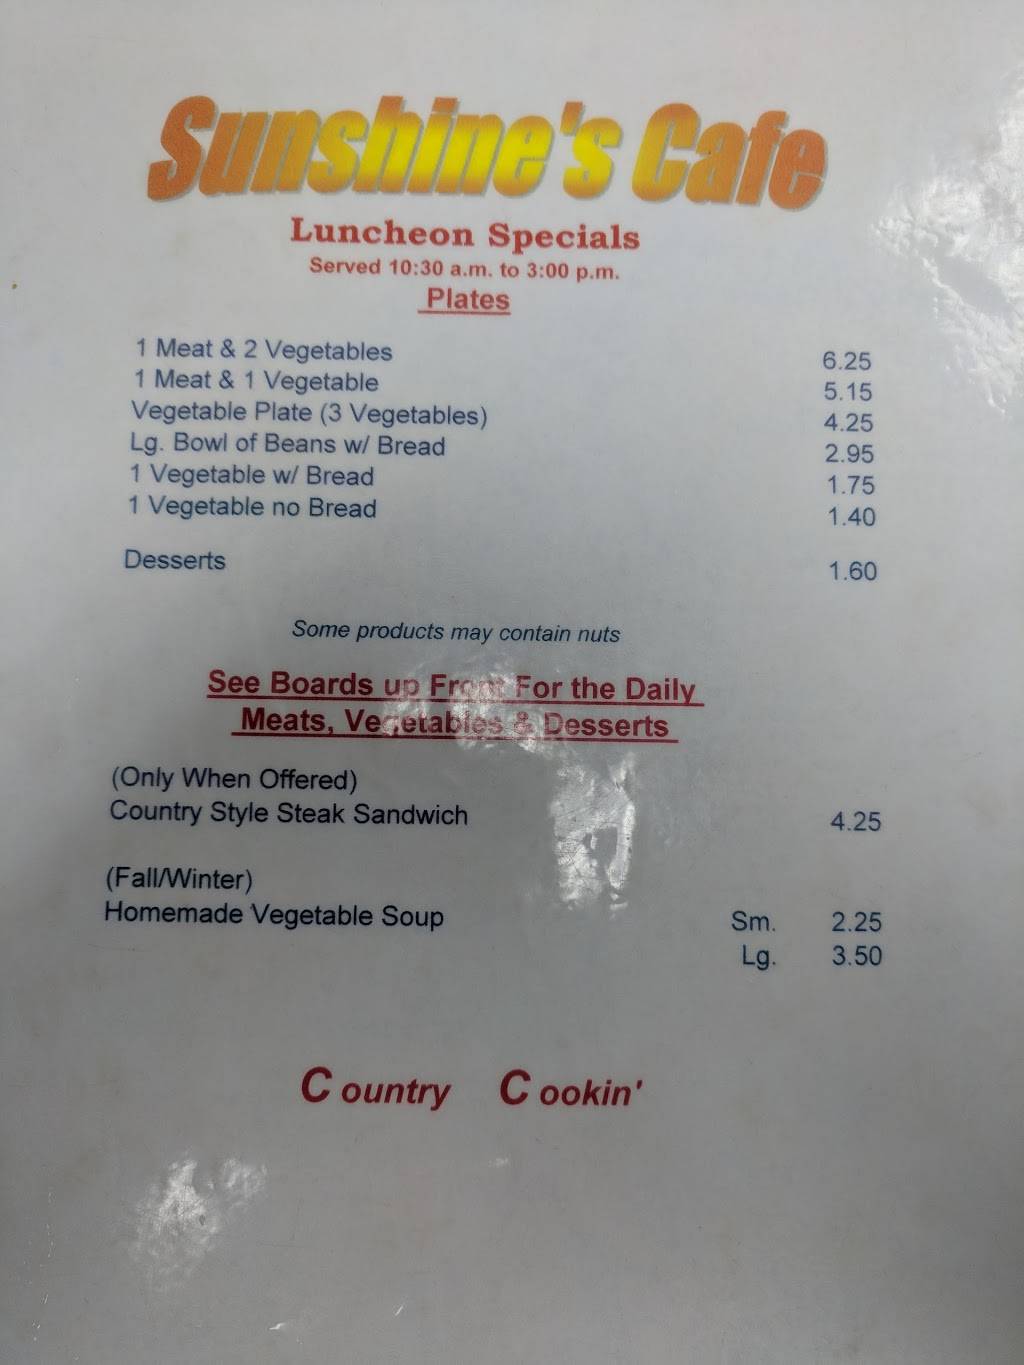 Sunshine's Cafe
Luncheon Specials
Served 10:30 a.m. to 3:00 p.m.
Plates
1 Meat & 2 Vegetables 6.25
1 Meat & 1 Vegetable 5.15
Vegetable Plate (3 Vegetables) 4.25
Lg. Bowl of Beans w/ Bread 2.95
1 Vegetable w/ Bread 1.75
1 Vegetable no Bread 1.40
Desserts 1.60
Some products may contain nuts
See Boards up Front For the Daily
Meats, Vegetables & Desserts
(Only When Offered)
Country Style Steak Sandwich 4.25
(Fall/Winter)
Homemade Vegetable Soup Sm. 2.25
Lg. 3.50
Country Cookin'